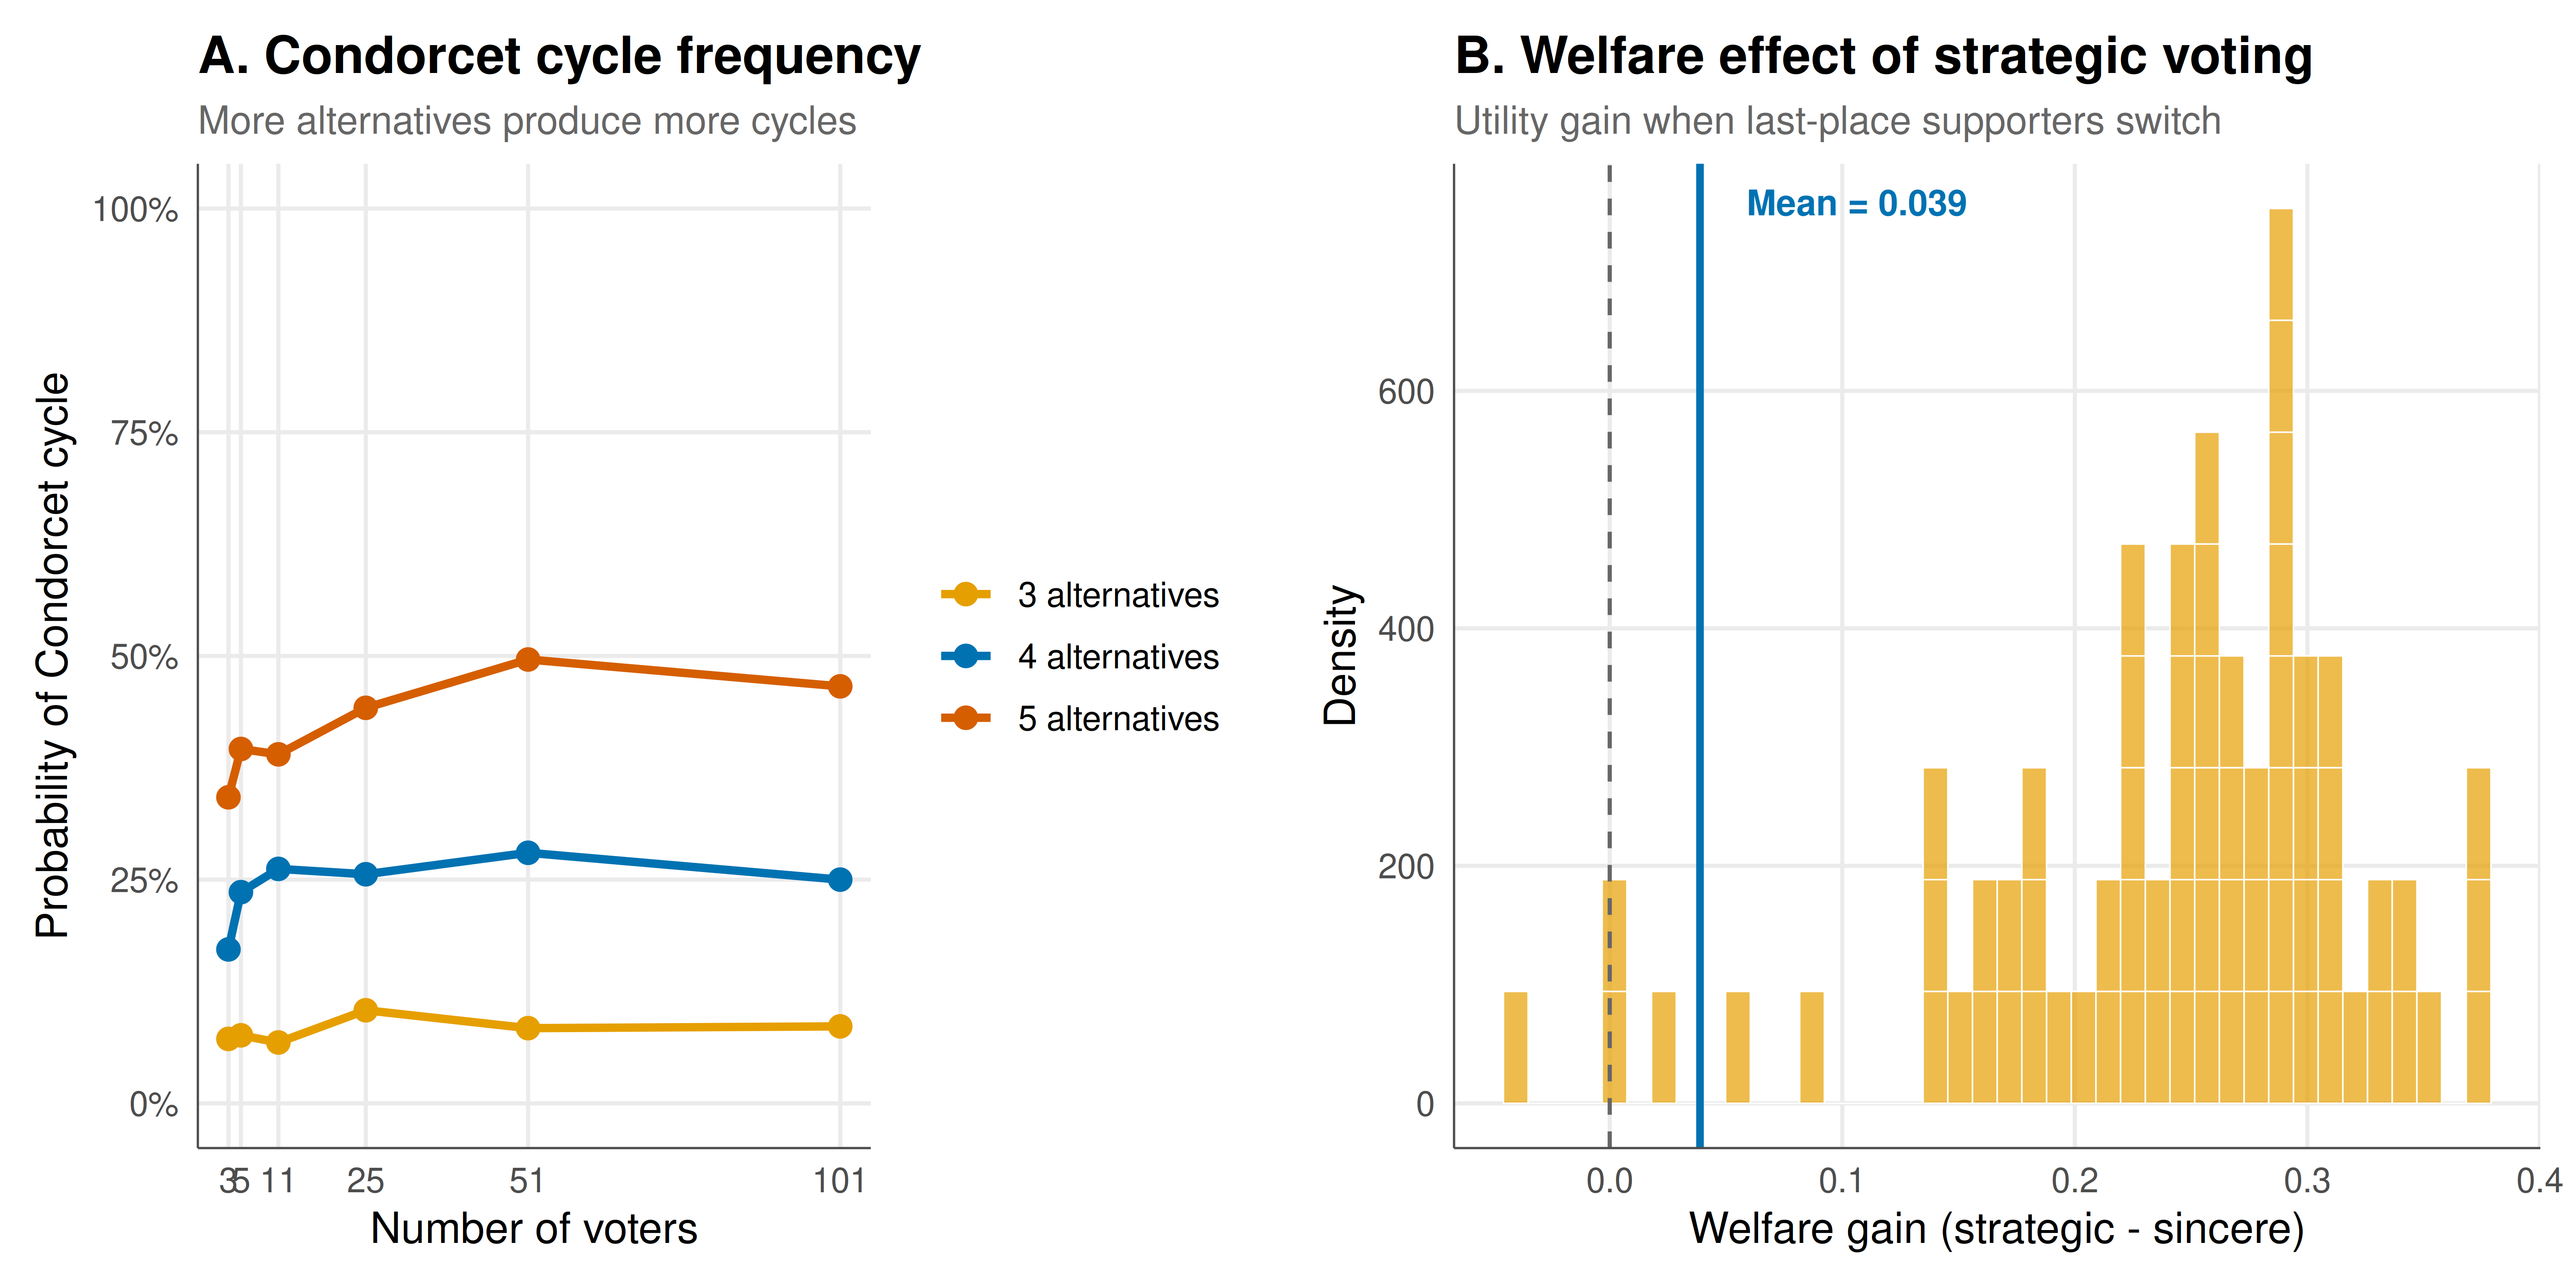 A. Condorcet cycle frequency
More alternatives produce more cycles
Probability of Condorcet cycle
100%
75%
50%
25%
0%
3 5 11 25 51 101
Number of voters
3 alternatives
4 alternatives
5 alternatives
B. Welfare effect of strategic voting
Utility gain when last-place supporters switch
Mean = 0.039
Density
600
400
200
0
0.0 0.1 0.2 0.3 0.4
Welfare gain (strategic - sincere)